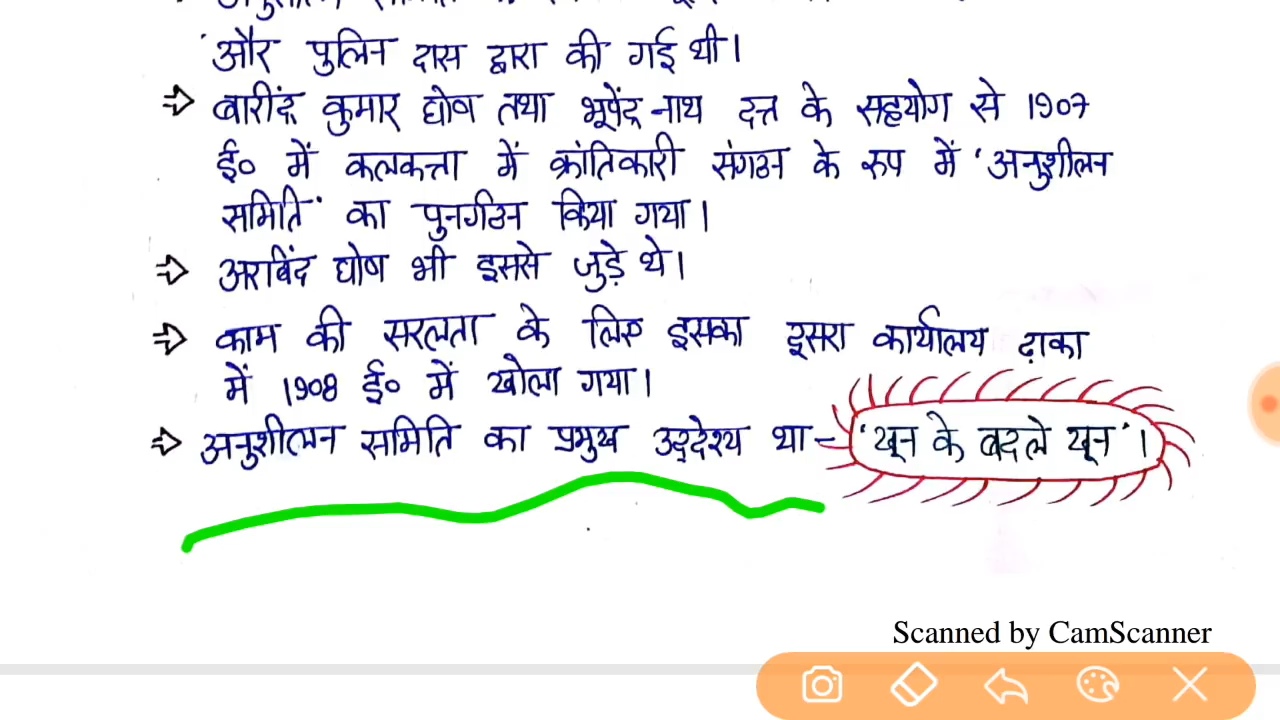 और पुलिन दास द्वारा की गई थी।
⇒ बारींद्र कुमार घोष तथा भूपेंद्र नाथ दत्त के सहयोग से 1907
ई० में कलकत्ता में क्रांतिकारी संगठन के रूप में 'अनुशीलन
समिति' का पुनर्गठन किया गया।
⇒ अरबिंद घोष भी इससे जुड़े थे।
⇒ काम की सरलता के लिए इसका दूसरा कार्यालय ढ़ाका
में 1908 ई० में खोला गया।
⇒ अनुशीलन समिति का प्रमुख उद्देश्य था - 'खून के बदले खून'।
Scanned by CamScanner